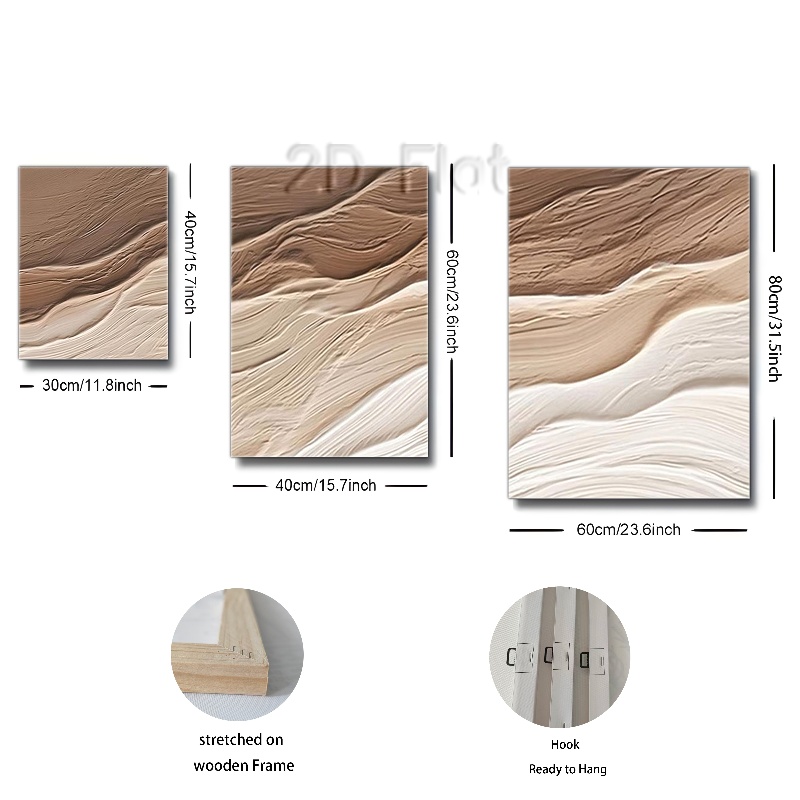 2D Flat
40cm/15.7inch
60cm/23.6inch
80cm/31.5inch
30cm/11.8inch
40cm/15.7inch
60cm/23.6inch
stretched on
wooden Frame
Hook
Ready to Hang